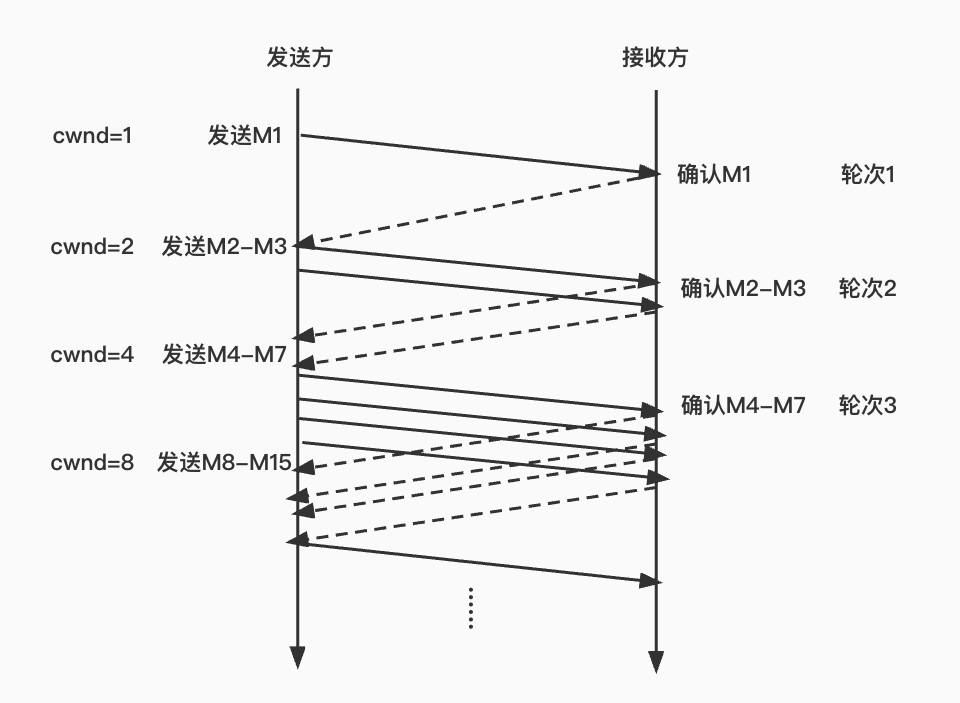 发送方 接收方
cwnd=1 发送M1
确认M1 轮次1
cwnd=2 发送M2-M3
确认M2-M3 轮次2
cwnd=4 发送M4-M7
确认M4-M7 轮次3
cwnd=8 发送M8-M15